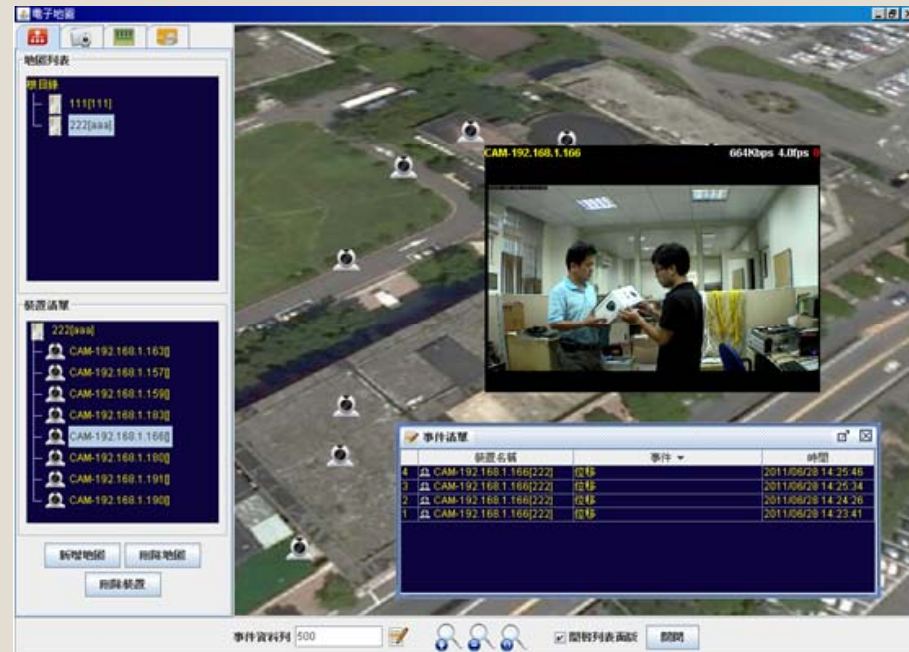 電子地圖
地圖列表
根目錄
111[111]
222[aaa]
裝置清單
222[aaa]
CAM-192.168.1.163[]
CAM-192.168.1.157[]
CAM-192.168.1.159[]
CAM-192.168.1.183[]
CAM-192.168.1.166[]
CAM-192.168.1.180[]
CAM-192.168.1.191[]
CAM-192.168.1.190[]
新增地圖 刪除地圖
刪除裝置
CAM-192.168.1.166 664Kbps 4.0fps
事件清單
裝置名稱 事件 時間
4 CAM-192.168.1.166[222] 位移 2011/06/28 14:25:46
3 CAM-192.168.1.166[222] 位移 2011/06/28 14:25:34
2 CAM-192.168.1.166[222] 位移 2011/06/28 14:24:26
1 CAM-192.168.1.166[222] 位移 2011/06/28 14:23:41
事件資料列 500 開啓列表面版 關閉